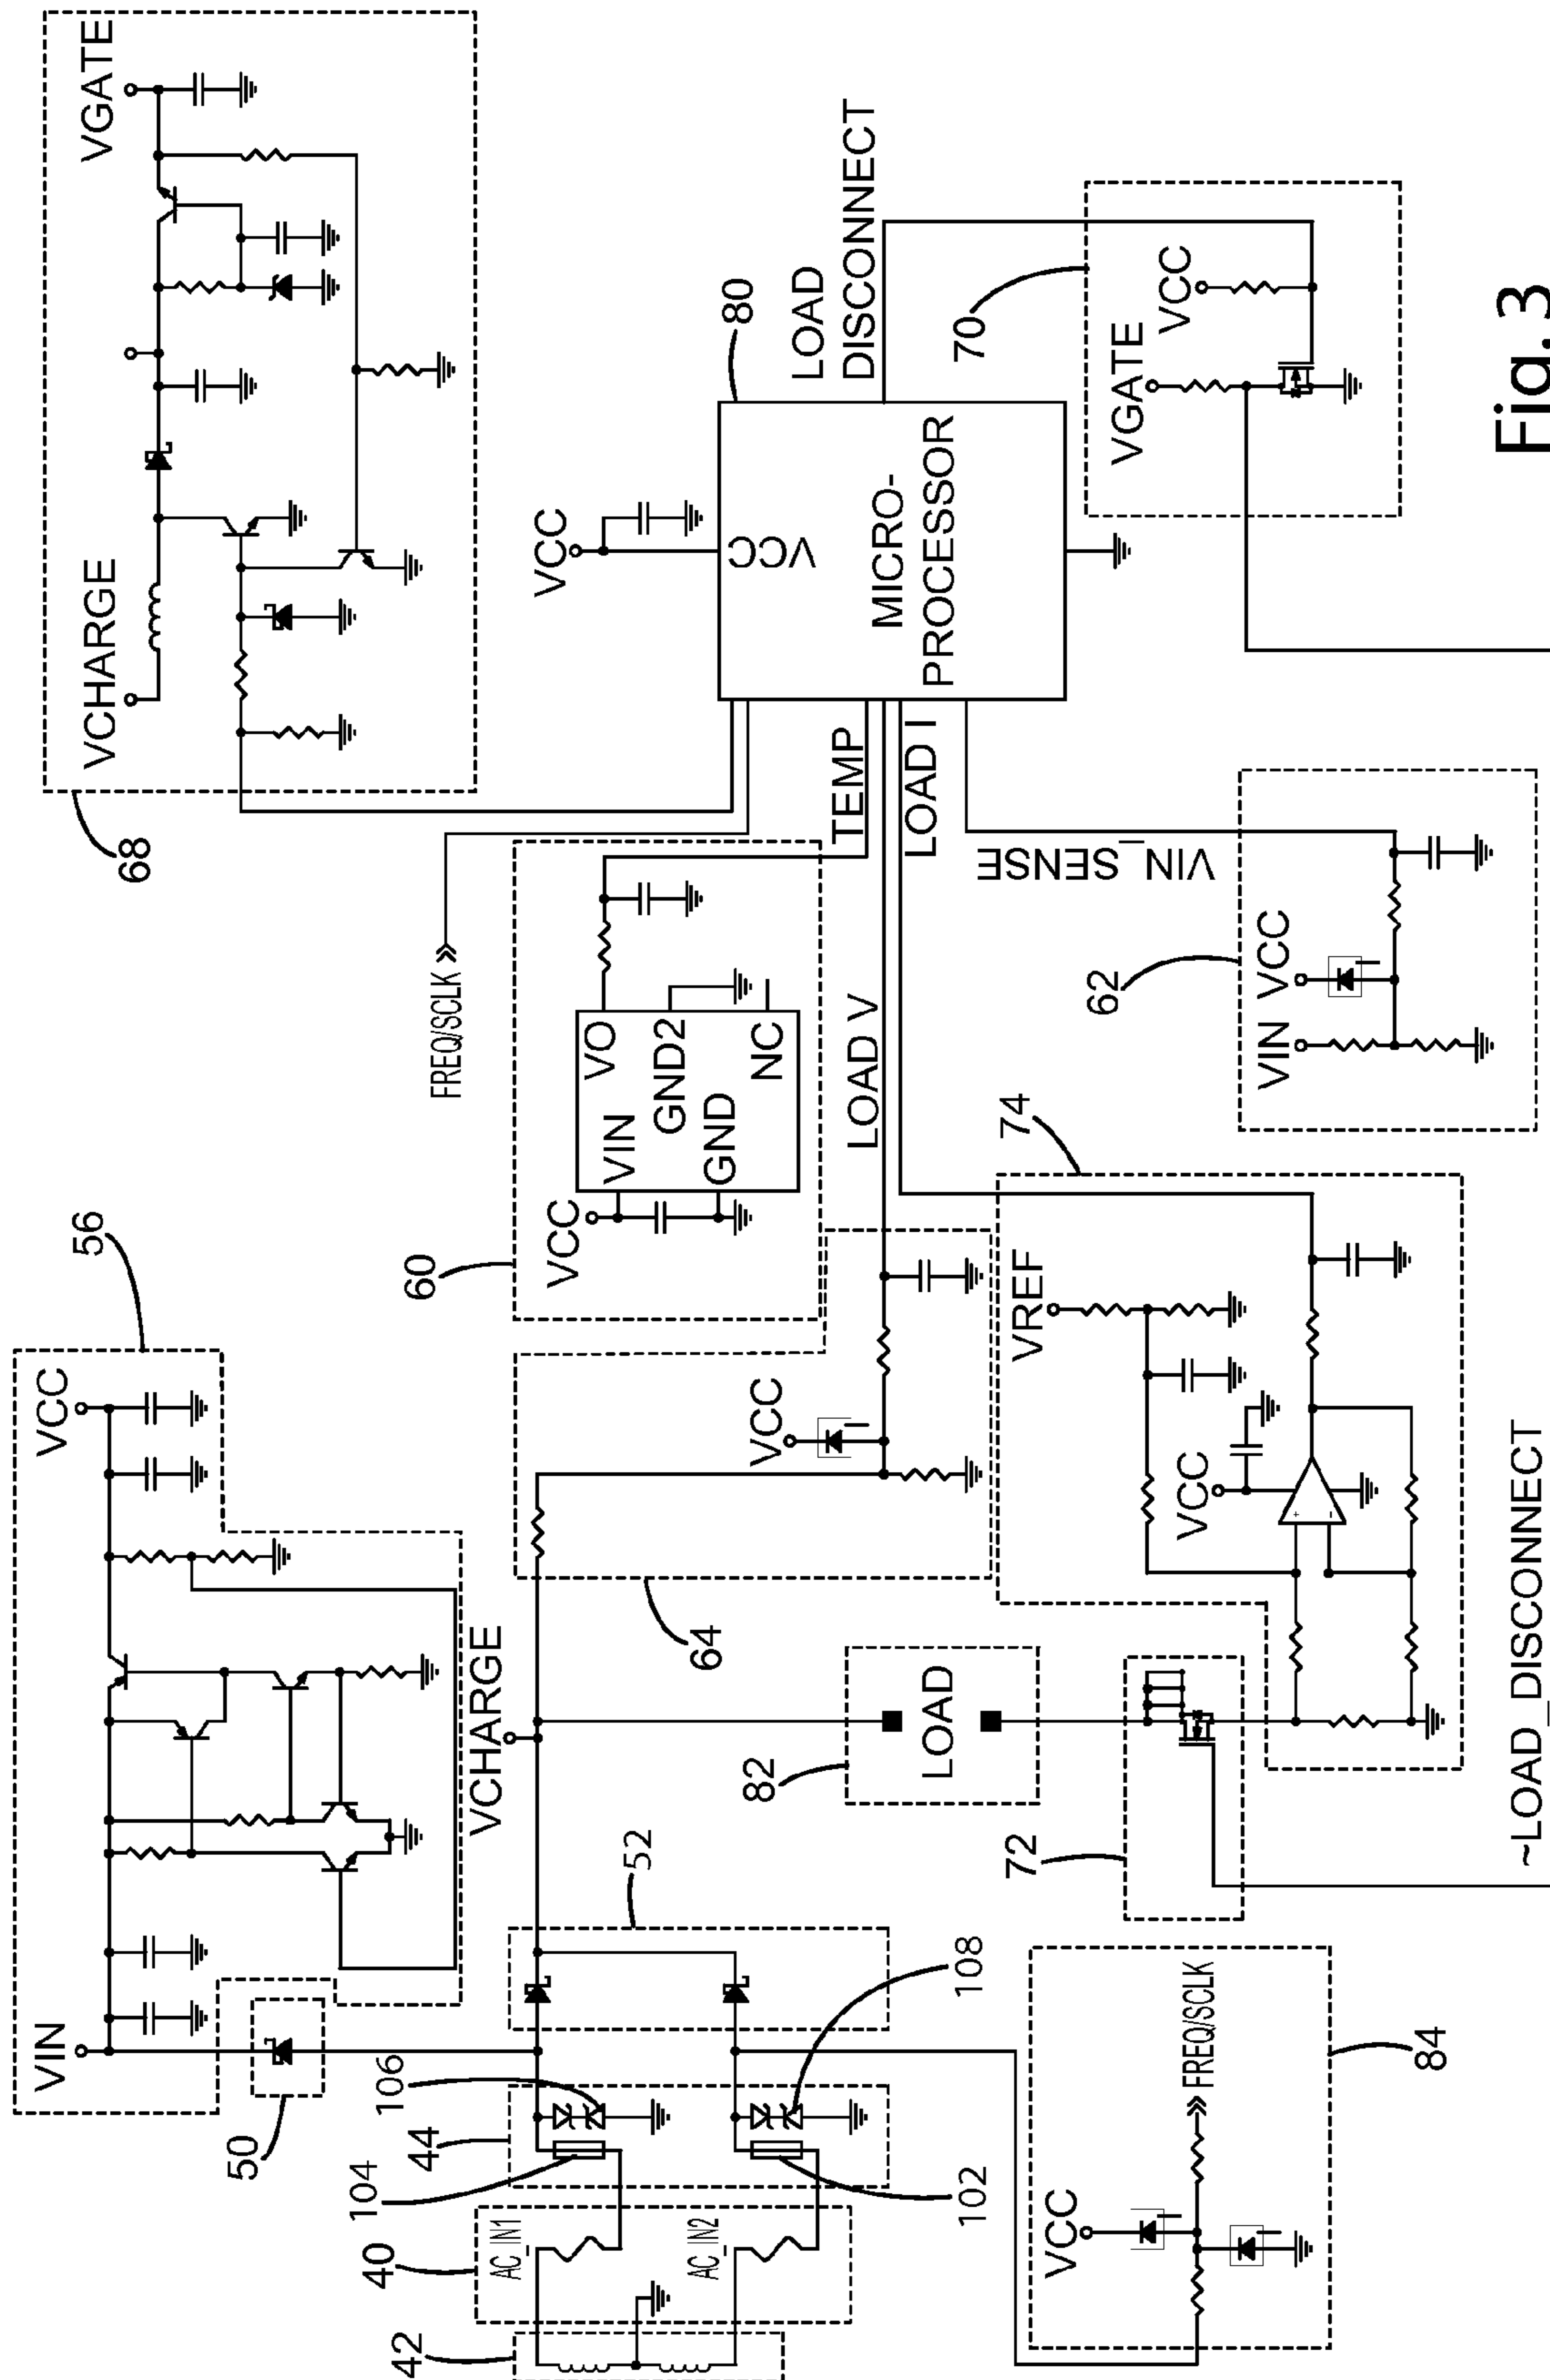 VIN
VCC
56
50
VCHARGE
VGATE
68
FREQ/SCLK
VCC
60
VIN
VO
GND2
GND
NC
TEMP
VCC
VCC
MICRO-
PROCESSOR
80
LOAD
DISCONNECT
LOAD V
LOAD I
VIN_SENSE
42
40
AC_IN1
AC_IN2
44
104
106
102
108
52
VCHARGE
64
VCC
82
LOAD
72
74
VREF
VCC
62
VIN
VCC
70
VGATE
VCC
84
VCC
FREQ/SCLK
~LOAD_DISCONNECT
Fig. 3